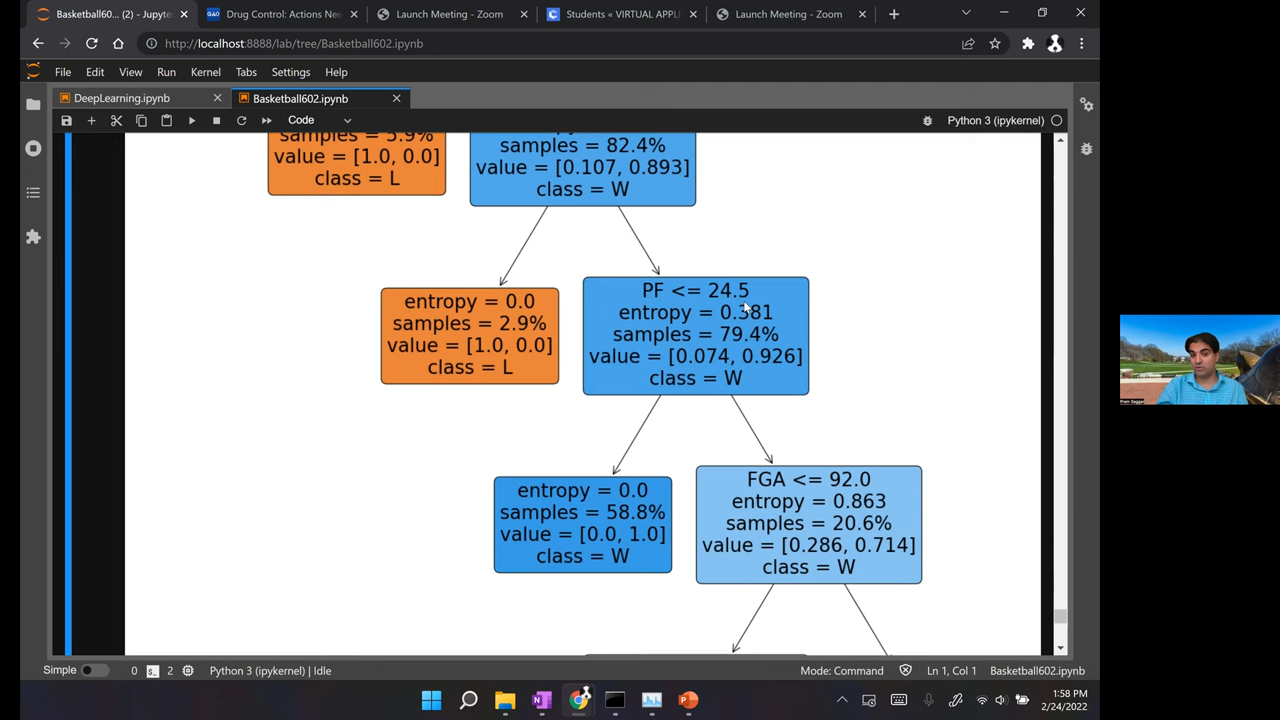 Basketball60... (2) - Jupyter
Drug Control: Actions Nee
Launch Meeting - Zoom
Students « VIRTUAL APPLI
Launch Meeting - Zoom
http://localhost:8888/lab/tree/Basketball602.ipynb
File Edit View Run Kernel Tabs Settings Help
DeepLearning.ipynb
Basketball602.ipynb
Code
Python 3 (ipykernel)
samples = 5.9%
value = [1.0, 0.0]
class = L
samples = 82.4%
value = [0.107, 0.893]
class = W
entropy = 0.0
samples = 2.9%
value = [1.0, 0.0]
class = L
PF <= 24.5
entropy = 0.381
samples = 79.4%
value = [0.074, 0.926]
class = W
entropy = 0.0
samples = 58.8%
value = [0.0, 1.0]
class = W
FGA <= 92.0
entropy = 0.863
samples = 20.6%
value = [0.286, 0.714]
class = W
Simple
0
2
Python 3 (ipykernel) | Idle
Mode: Command
Ln 1, Col 1
Basketball602.ipynb
1:58 PM
2/24/2022